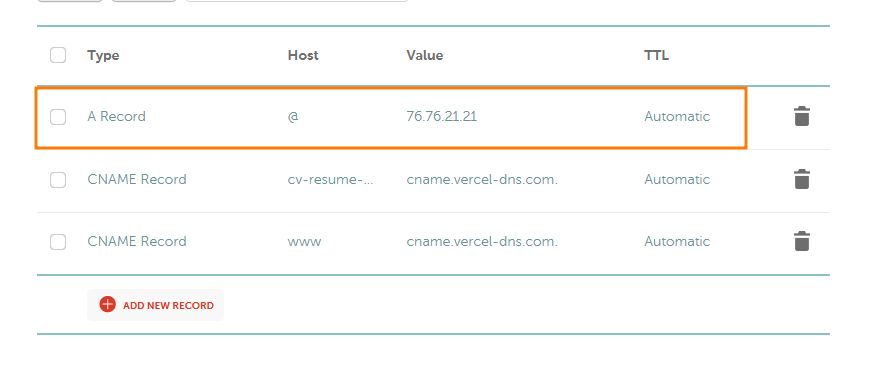 Type Host Value TTL
A Record @ 76.76.21.21 Automatic
CNAME Record cv-resume-... cname.vercel-dns.com. Automatic
CNAME Record www cname.vercel-dns.com. Automatic
ADD NEW RECORD